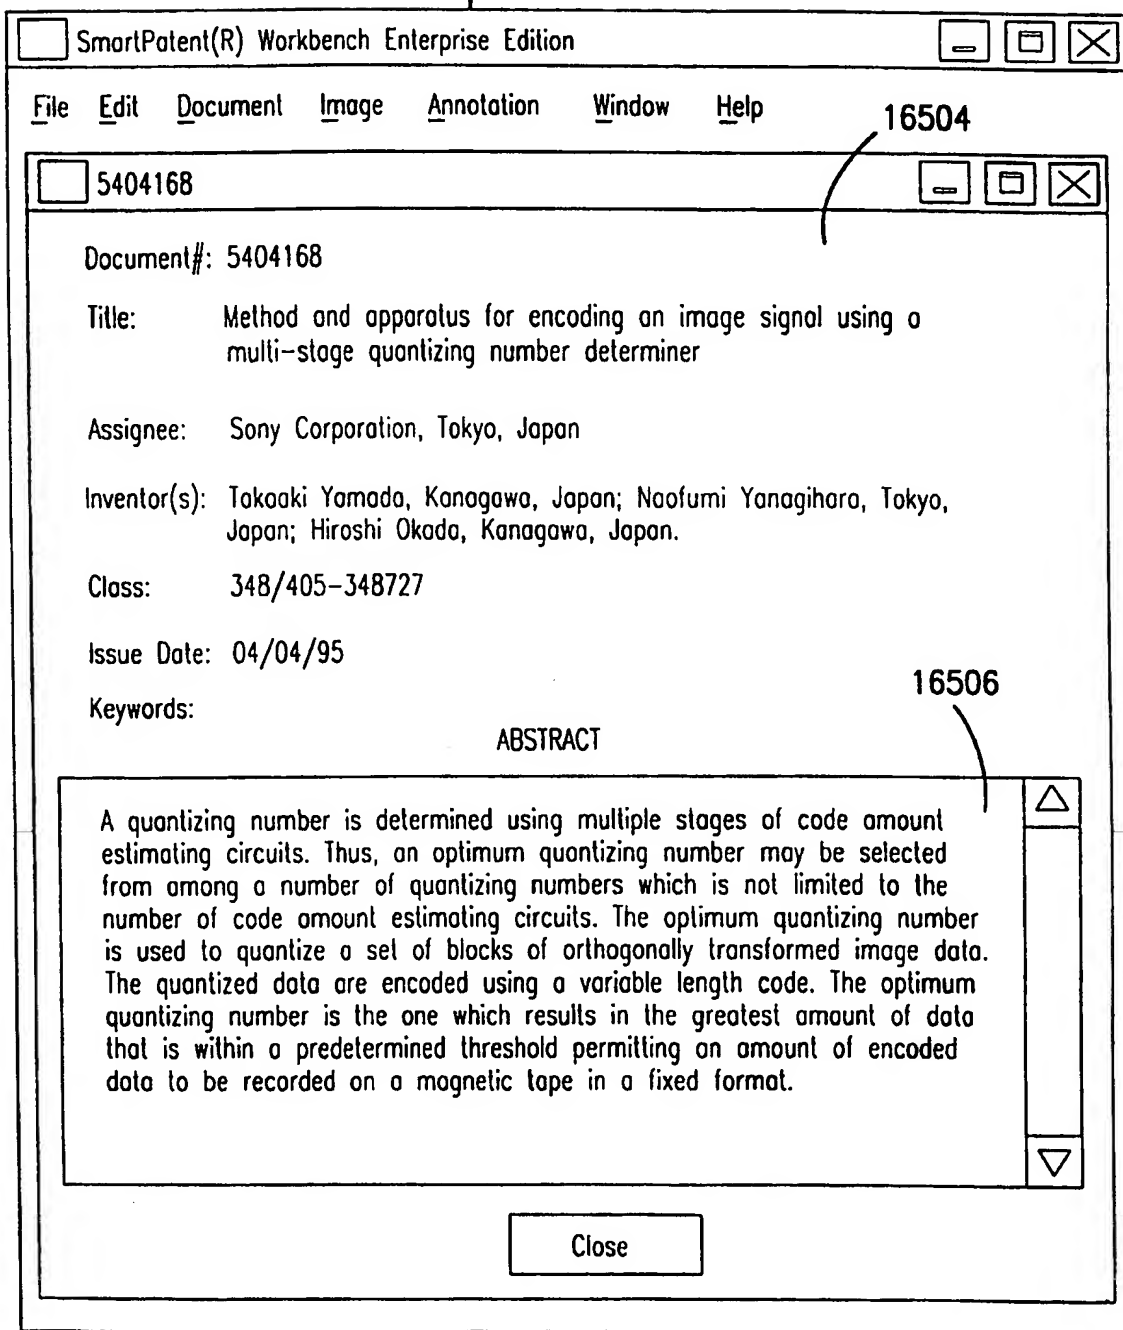 SmartPatent(R) Workbench Enterprise Edition
File Edit Document Image Annotation Window Help
16504
5404168
Document#: 5404168
Title: Method and apparatus for encoding an image signal using a
multi-stage quantizing number determiner
Assignee: Sony Corporation, Tokyo, Japan
Inventor(s): Takaaki Yamada, Kanagawa, Japan; Naofumi Yanagihara, Tokyo,
Japan; Hiroshi Okada, Kanagawa, Japan.
Class: 348/405-348727
Issue Date: 04/04/95
16506
Keywords:
ABSTRACT
A quantizing number is determined using multiple stages of code amount
estimating circuits. Thus, an optimum quantizing number may be selected
from among a number of quantizing numbers which is not limited to the
number of code amount estimating circuits. The optimum quantizing number
is used to quantize a set of blocks of orthogonally transformed image data.
The quantized data are encoded using a variable length code. The optimum
quantizing number is the one which results in the greatest amount of data
that is within a predetermined threshold permitting an amount of encoded
data to be recorded on a magnetic tape in a fixed format.
Close